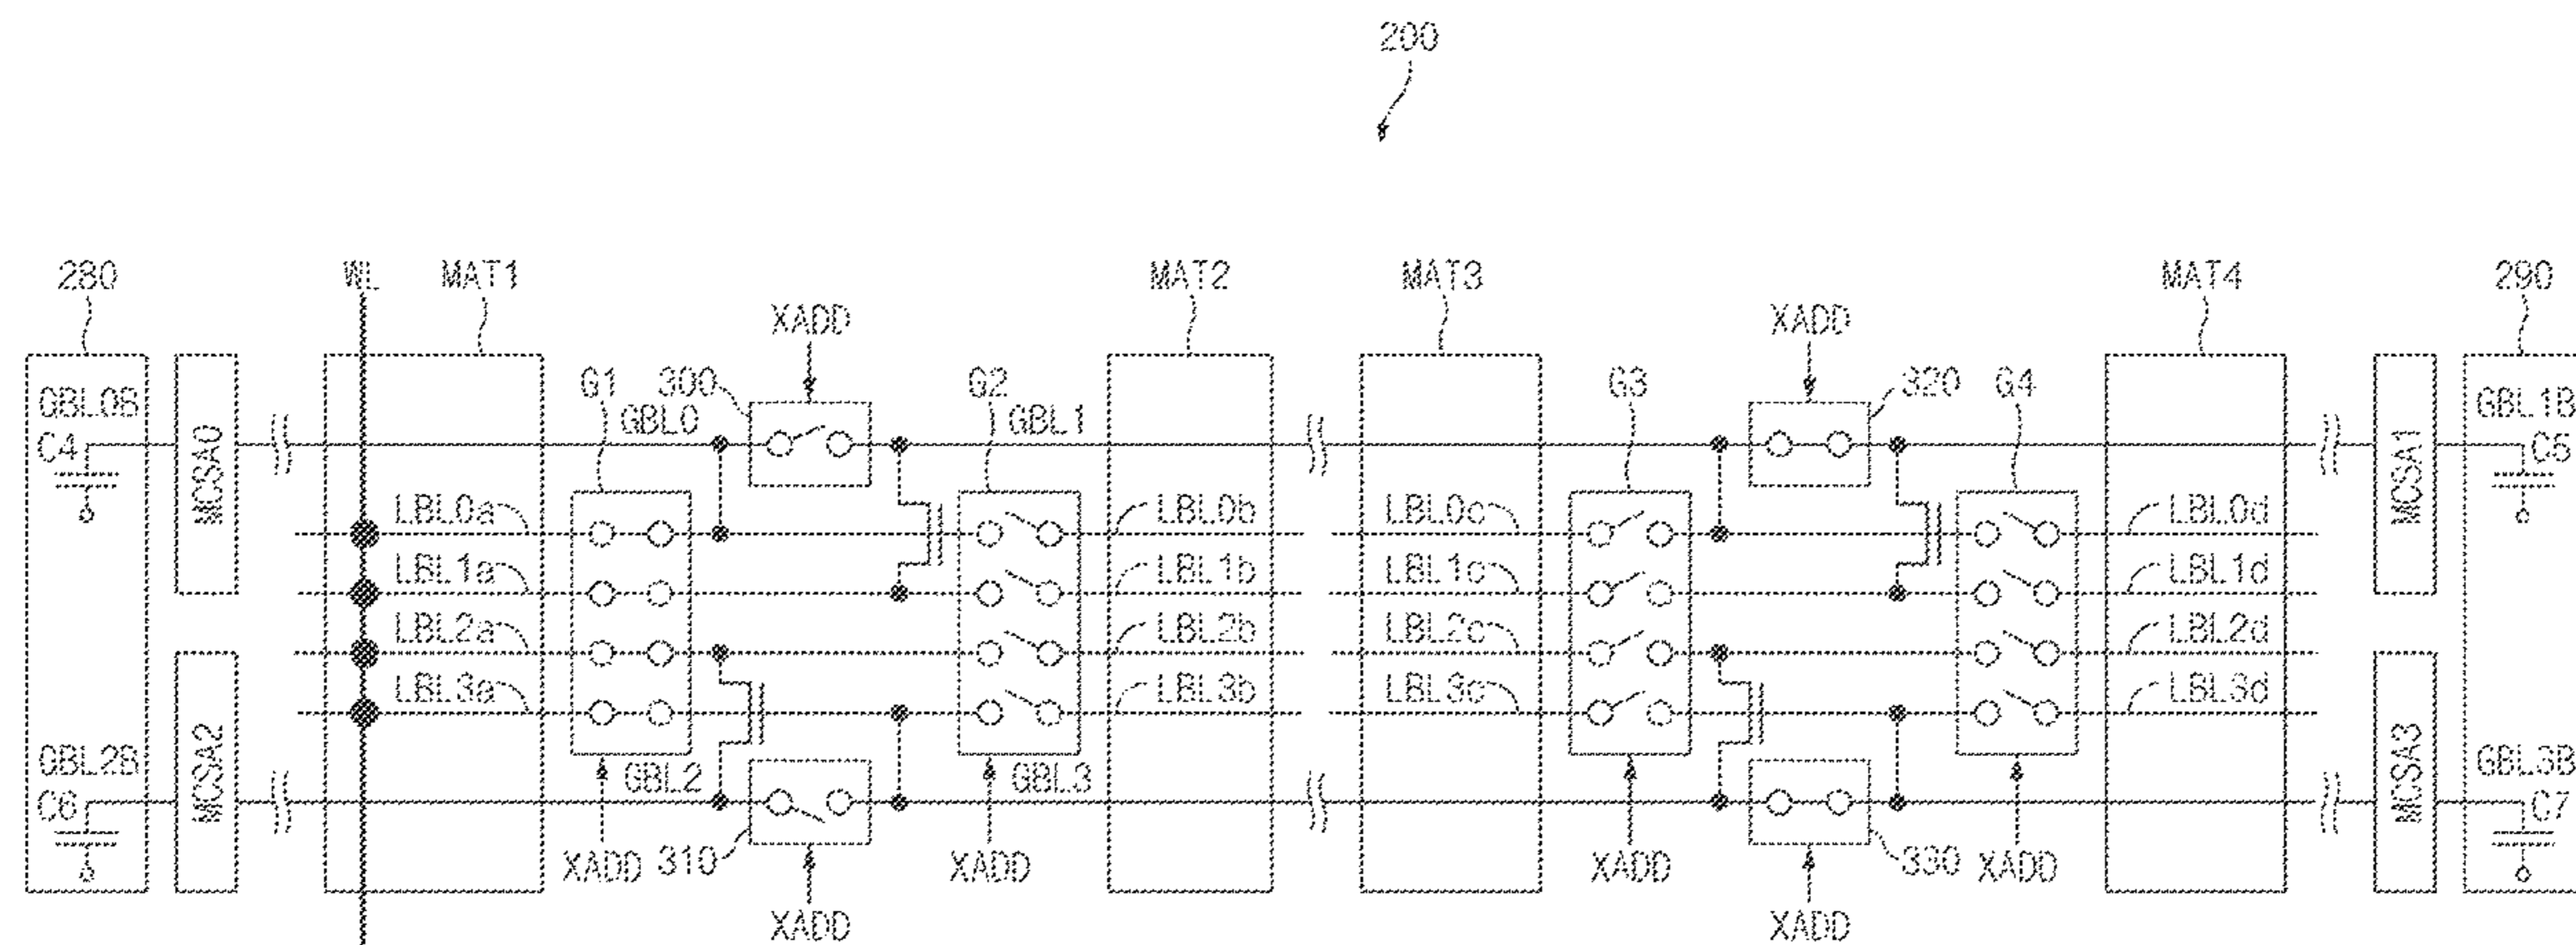 200
280 WL MAT1 MAT2 MAT3 MAT4 290
XADD XADD
G1 300 G2 G3 320 G4
GBL0B GBL0 GBL1 GBL1B
C4 C5
MCSA0 MCSA1
LBL0a LBL0b LBL0c LBL0d
LBL1a LBL1b LBL1c LBL1d
LBL2a LBL2b LBL2c LBL2d
LBL3a LBL3b LBL3c LBL3d
MCSA2 MCSA3
GBL2B GBL2 GBL3 GBL3B
C6 C7
XADD 310 XADD XADD 330 XADD
XADD XADD